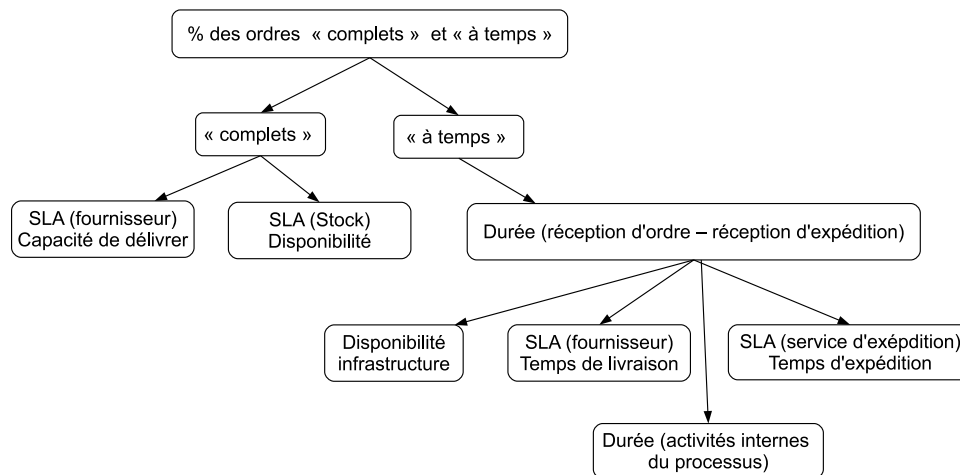 % des ordres « complets » et « à temps »
« complets »
« à temps »
SLA (fournisseur)
Capacité de délivrer
SLA (Stock)
Disponibilité
Durée (réception d'ordre – réception d'expédition)
Disponibilité
infrastructure
SLA (fournisseur)
Temps de livraison
SLA (service d'exépdition)
Temps d'expédition
Durée (activités internes
du processus)